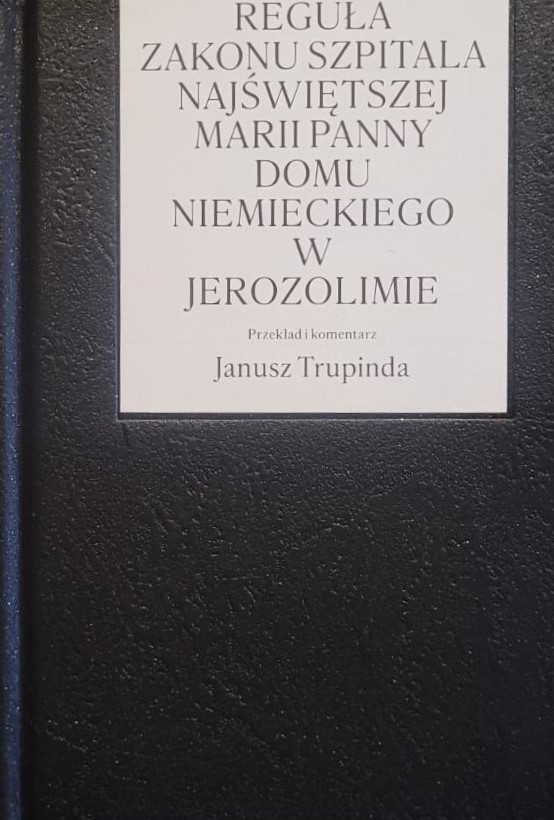 REGUŁA
ZAKONU SZPITALA
NAJŚWIĘTSZEJ
MARII PANNY
DOMU
NIEMIECKIEGO
W
JEROZOLIMIE
Przekład i komentarz
Janusz Trupinda